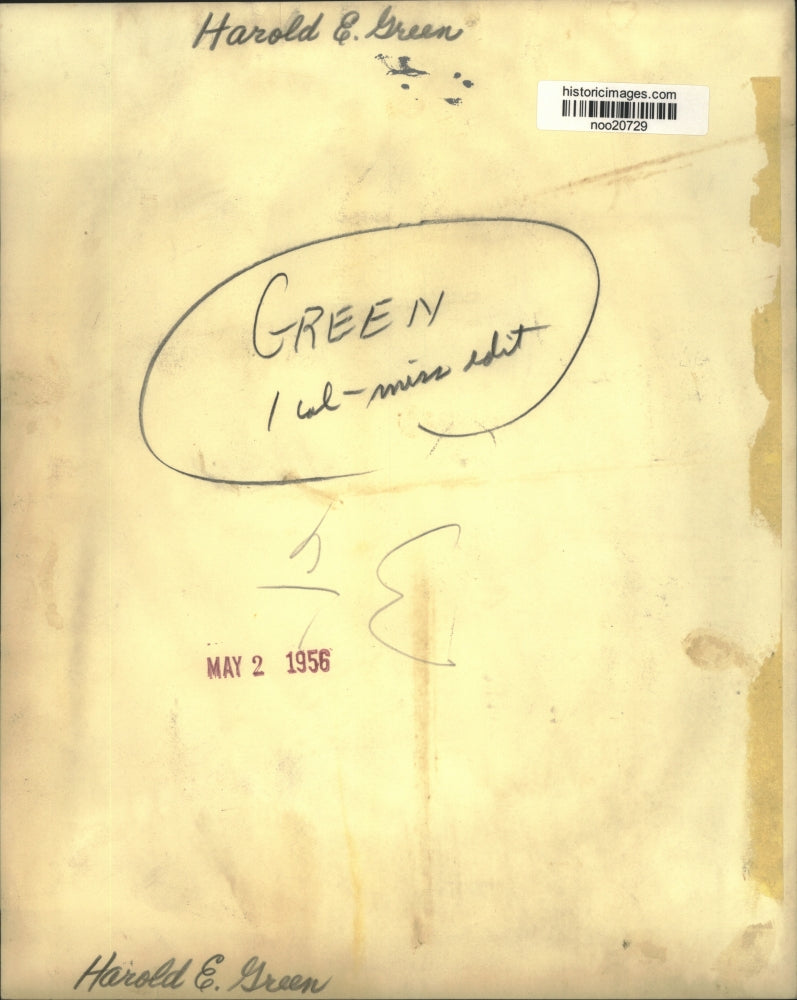 Harold E. Green
historicimages.com
noo20729
GREEN
1 col - miss edit
E
MAY 2 1956
Harold E. Green